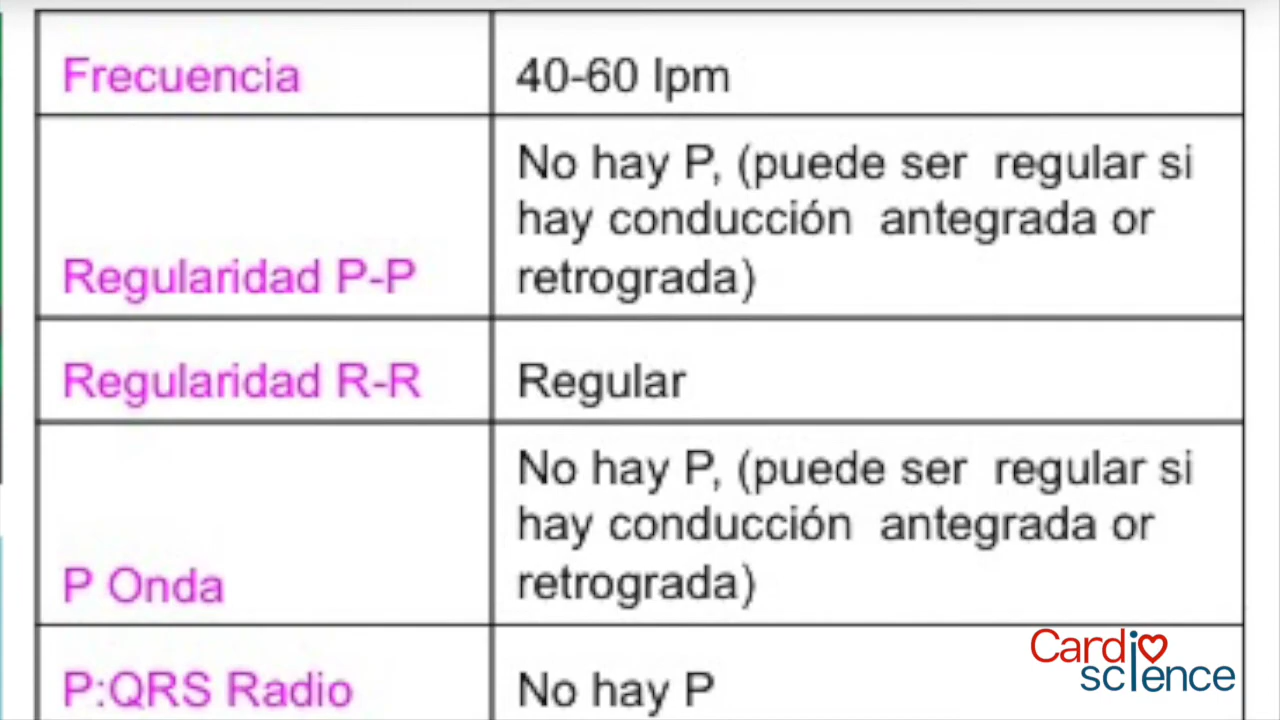 Frecuencia
40-60 lpm
Regularidad P-P
No hay P, (puede ser regular si
hay conducción antegrada or
retrograda)
Regularidad R-R
Regular
P Onda
No hay P, (puede ser regular si
hay conducción antegrada or
retrograda)
P:QRS Radio
No hay P
Cardio
science